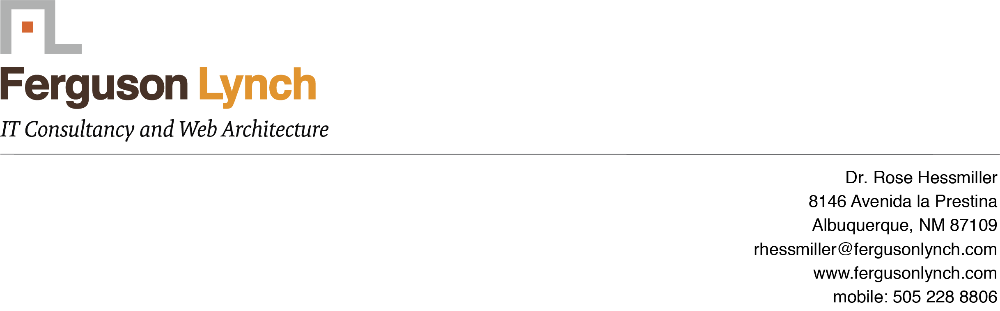 Ferguson Lynch
IT Consultancy and Web Architecture
Dr. Rose Hessmiller
8146 Avenida la Prestina
Albuquerque, NM 87109
rhessmiller@fergusonlynch.com
www.fergusonlynch.com
mobile: 505 228 8806